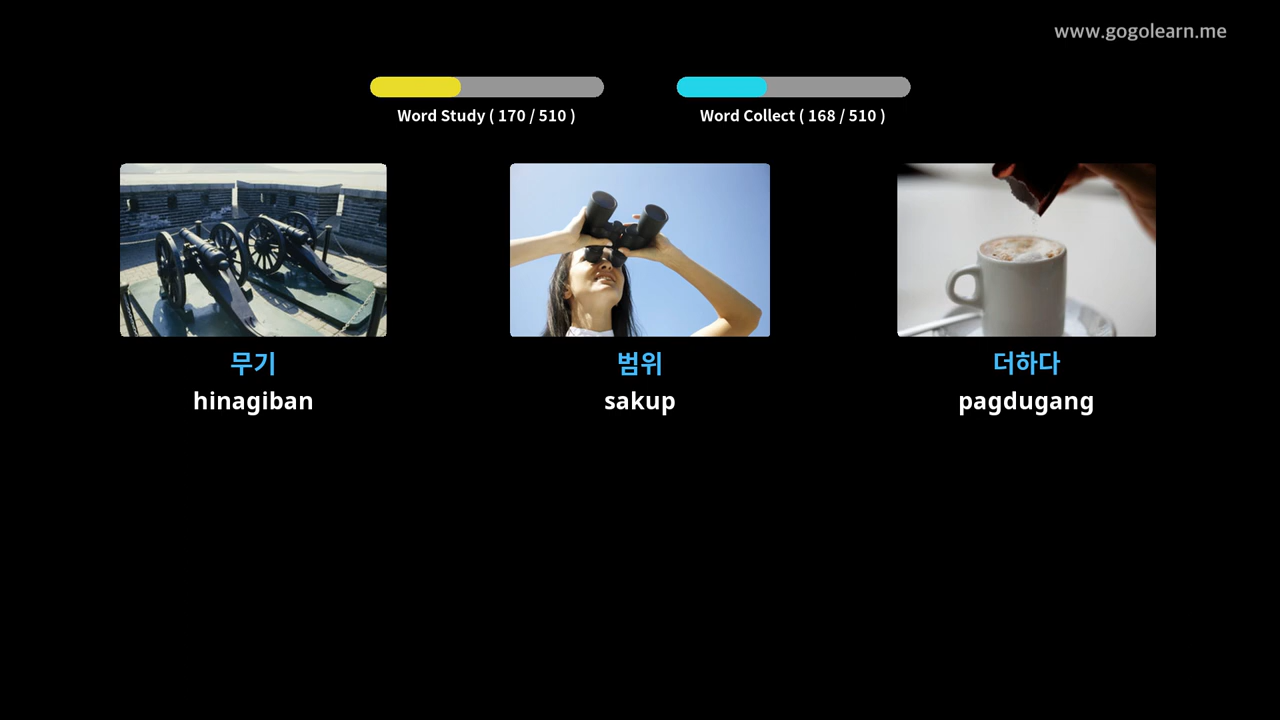 www.gogolearn.me
Word Study ( 170 / 510 )
Word Collect ( 168 / 510 )
무기
hinagiban
범위
sakup
더하다
pagdugang